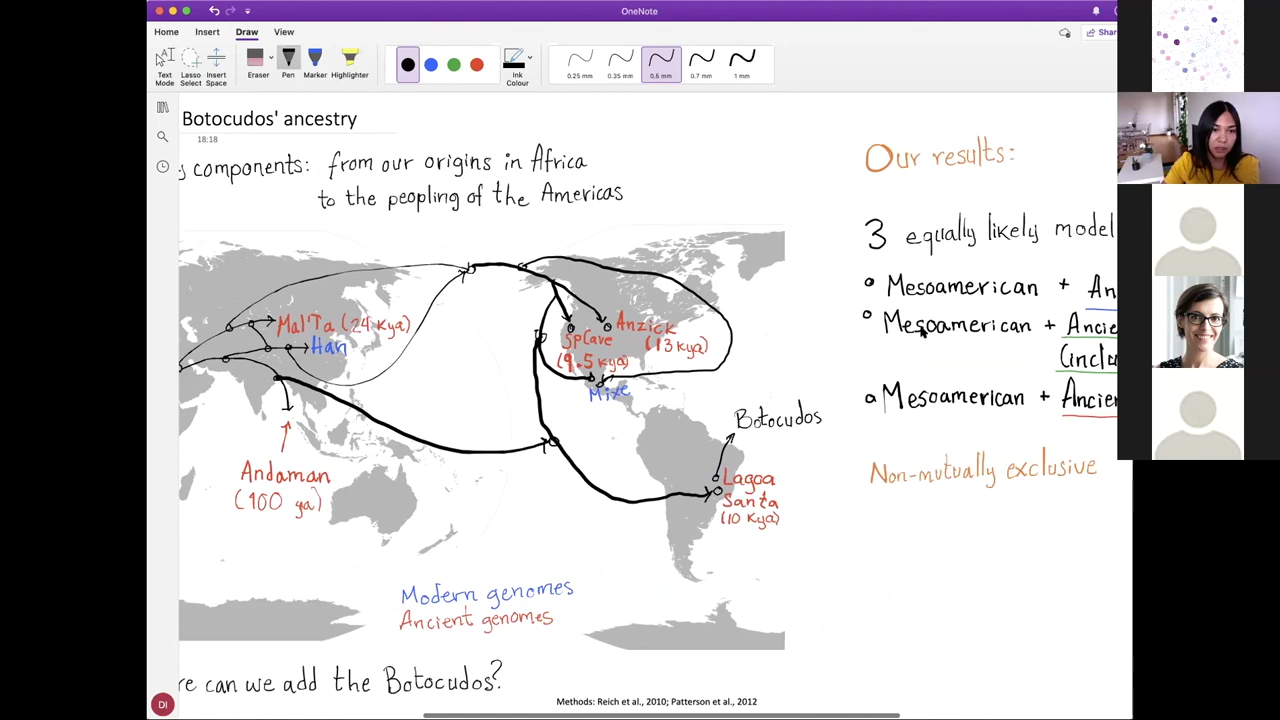 OneNote
Home Insert Draw View
Shar
Text Mode
Lasso Select
Insert Space
Eraser
Pen
Marker
Highlighter
Ink Colour
0.25 mm
0.35 mm
0.5 mm
0.7 mm
1 mm
Botocudos' ancestry
18:18
components: from our origins in Africa
to the peopling of the Americas
Our results:
3 equally likely model
Mesoamerican + An
Mesoamerican + Ancie
(inclu
Mesoamerican + Ancien
Non-mutually exclusive
Mal'Ta (24 kya)
Han
Andaman
(100 ya)
SpCave
(9.5 kya)
Anzick
(13 kya)
Mixe
Botocudos
Lagoa
Santa
(10 kya)
Modern genomes
Ancient genomes
re can we add the Botocudos?
Methods: Reich et al., 2010; Patterson et al., 2012
DI